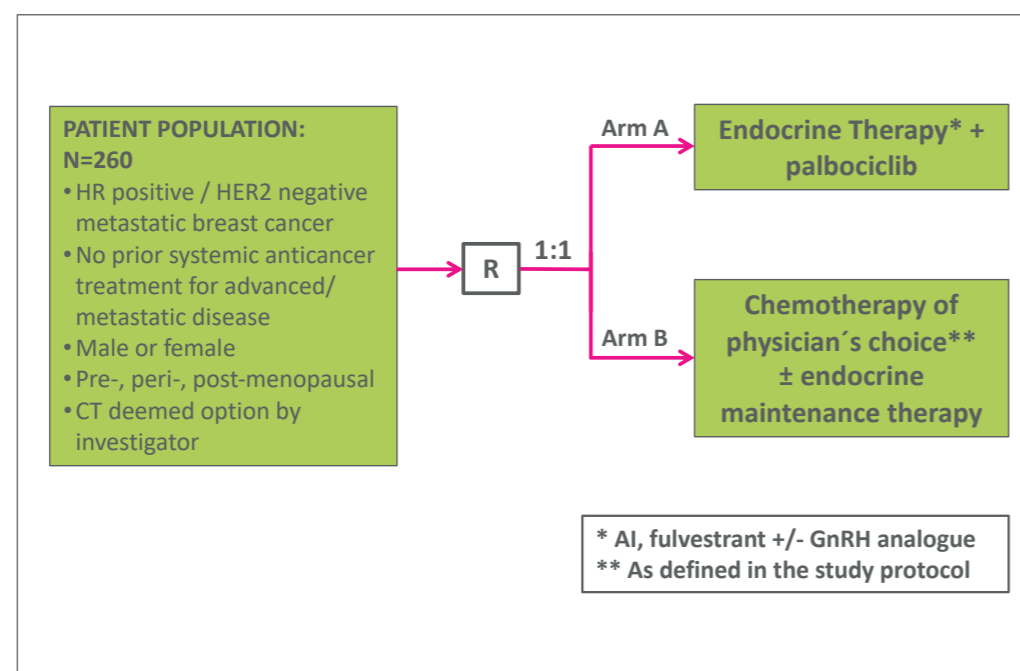 PATIENT POPULATION:
N=260
• HR positive / HER2 negative
metastatic breast cancer
• No prior systemic anticancer
treatment for advanced/
metastatic disease
• Male or female
• Pre-, peri-, post-menopausal
• CT deemed option by
investigator
R
1:1
Arm A
Endocrine Therapy* +
palbociclib
Arm B
Chemotherapy of
physician´s choice**
± endocrine
maintenance therapy
* AI, fulvestrant +/- GnRH analogue
** As defined in the study protocol